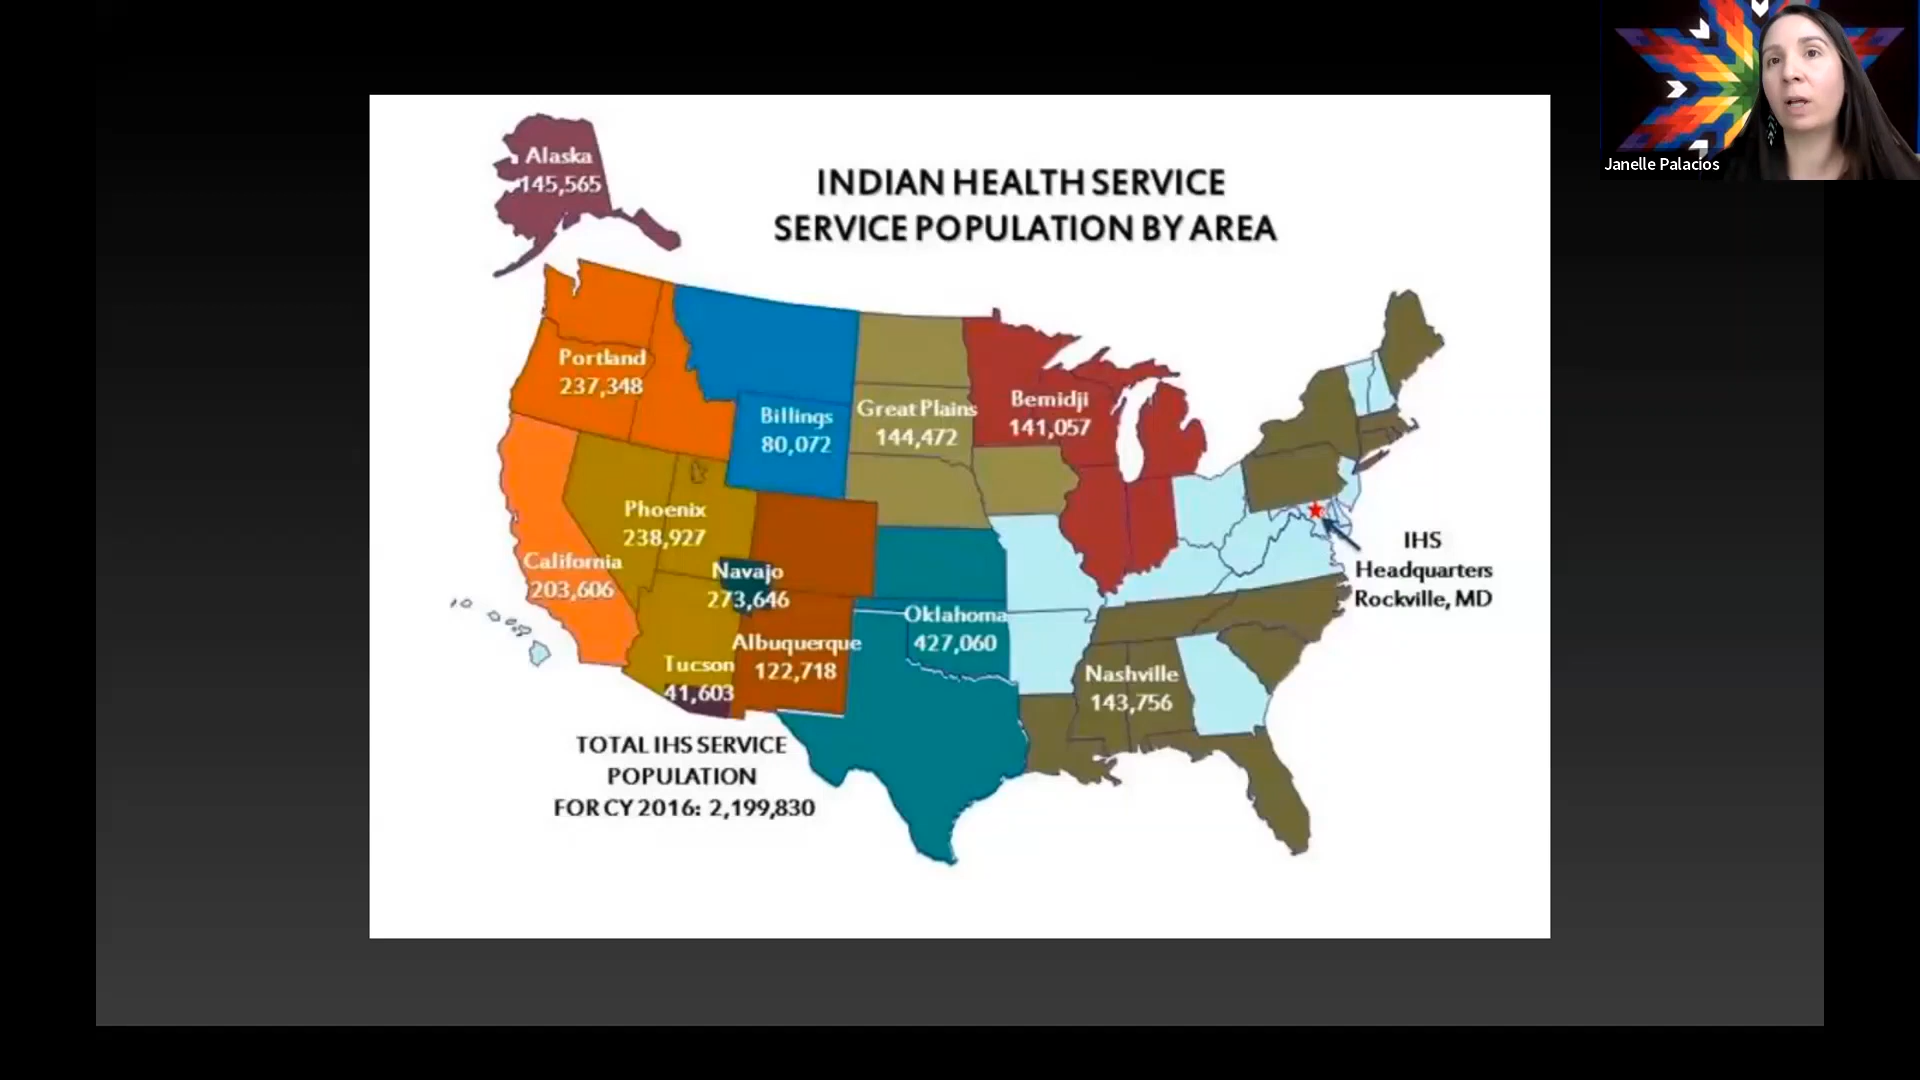 Janelle Palacios
INDIAN HEALTH SERVICE
SERVICE POPULATION BY AREA
Alaska
145,565
Portland
237,348
Billings
80,072
Great Plains
144,472
Bemidji
141,057
Phoenix
238,927
California
203,606
Navajo
273,646
Albuquerque
122,718
Tucson
41,603
Oklahoma
427,060
Nashville
143,756
IHS
Headquarters
Rockville, MD
TOTAL IHS SERVICE
POPULATION
FOR CY 2016: 2,199,830